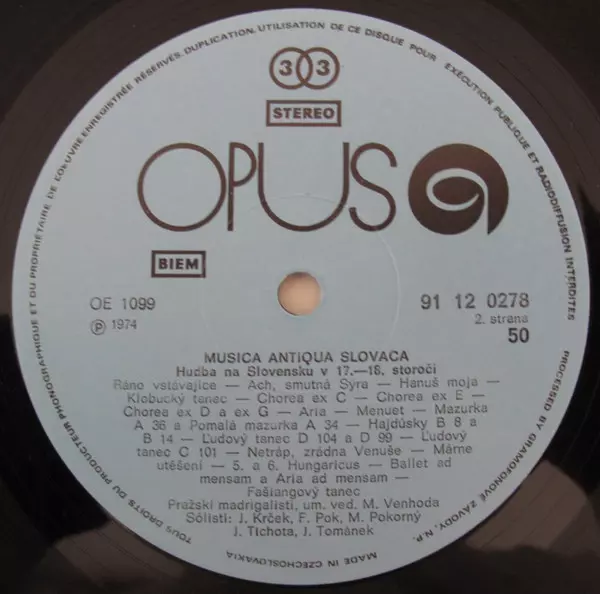 TOUS DROITS DU PRODUCTEUR PHONOGRAPHIQUE ET DU PROPRIÉTAIRE DE L'OEUVRE ENREGISTRÉE RÉSERVÉS. DUPLICATION, UTILISATION DE CE DISQUE POUR EXÉCUTION PUBLIQUE ET RADIODIFFUSION INTERDITES
33
STEREO
OPUS
BIEM
OE 1099
Ⓟ 1974
91 12 0278
2. strana
50
MUSICA ANTIQUA SLOVACA
Hudba na Slovensku v 17.—18. storočí
Ráno vstávajíce — Ach, smutná Syra — Hanuš moja —
Klobucký tanec — Chorea ex C — Chorea ex E —
Chorea ex D a ex G — Aria — Menuet — Mazurka
A 36 a Pomalá mazurka A 34 — Hajdúsky B 8 a
B 14 — Ľudový tanec D 104 a D 99 — Ľudový
tanec C 101 — Netráp, zrádna Venuše — Márne
utěšení — 5. a 6. Hungaricus — Ballet ad
mensam a Aria ad mensam —
Fašiangový tanec
Pražskí madrigalisti, um. ved. M. Venhoda
Sólisti: J. Krček, F. Pok, M. Pokorný
J. Tichota, J. Tománek
MADE IN CZECHOSLOVAKIA
PROCESSED BY GRAMOFONOVÉ ZÁVODY, N.P.